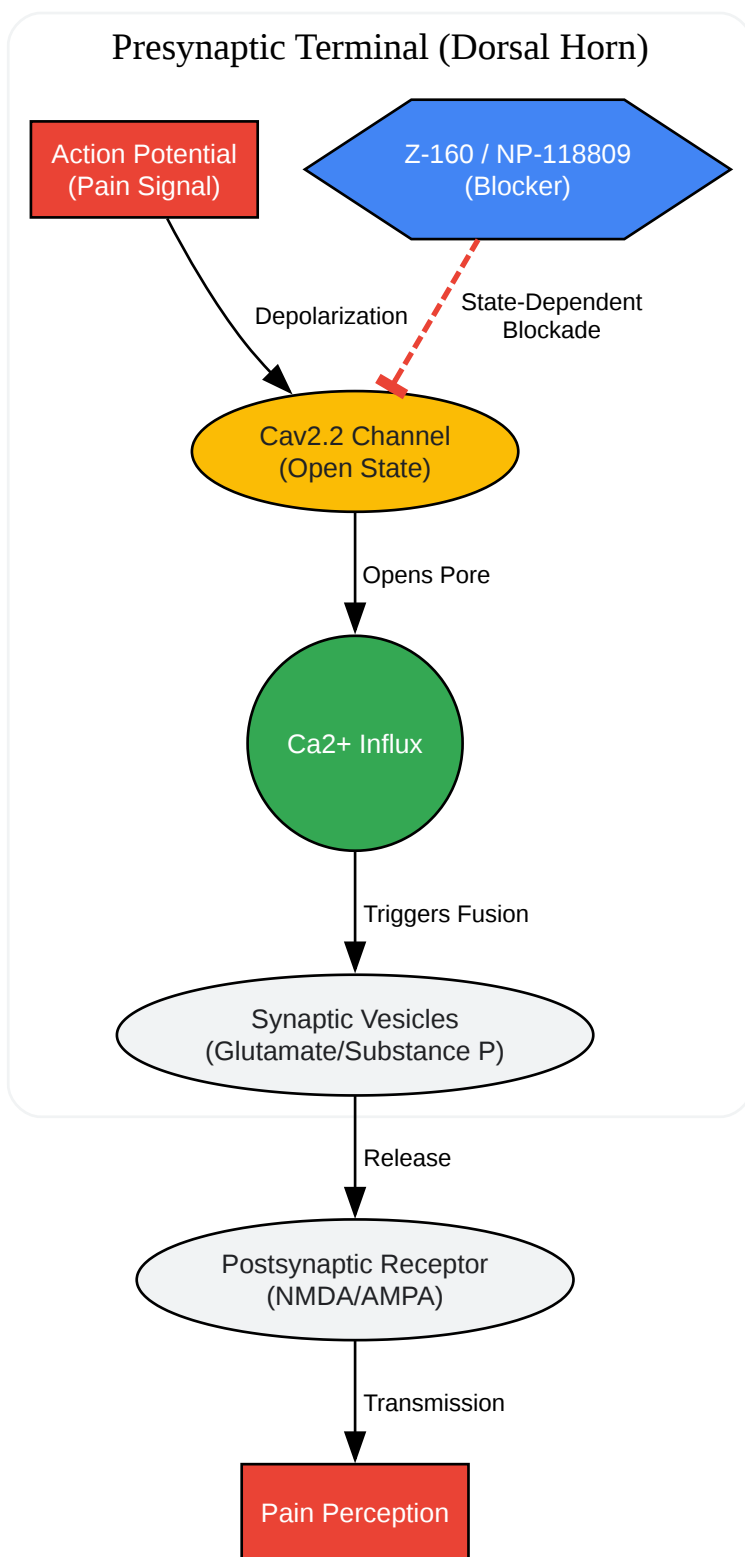 Presynaptic Terminal (Dorsal Horn)
Action Potential
(Pain Signal)
Z-160 / NP-118809
(Blocker)
Depolarization
State-Dependent
Blockade
Cav2.2 Channel
(Open State)
Opens Pore
Ca2+ Influx
Triggers Fusion
Synaptic Vesicles
(Glutamate/Substance P)
Release
Postsynaptic Receptor
(NMDA/AMPA)
Transmission
Pain Perception